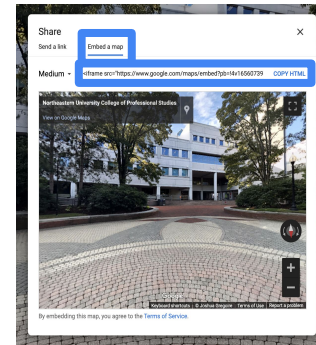 Share
Send a link Embed a map
Medium <iframe src="https://www.google.com/maps/embed?pb=!4v16560739 COPY HTML
Northeastern University College of Professional Studies
View on Google Maps
Google
Keyboard shortcuts © Joshua Gregoire Terms of Use Report a problem
By embedding this map, you agree to the Terms of Service.